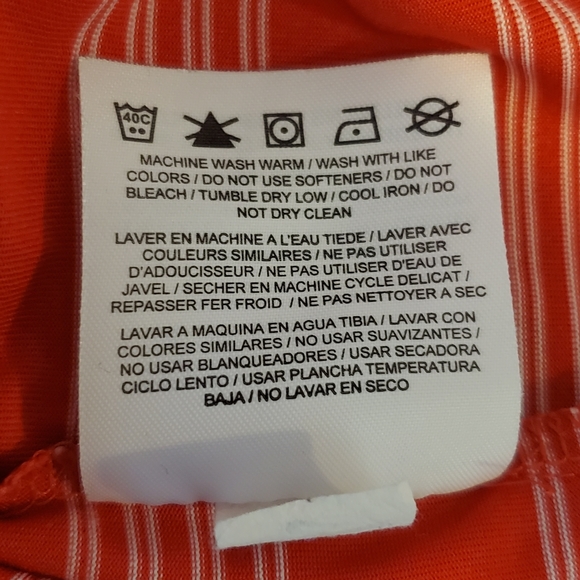 40C
MACHINE WASH WARM / WASH WITH LIKE
COLORS / DO NOT USE SOFTENERS / DO NOT
BLEACH / TUMBLE DRY LOW / COOL IRON / DO
NOT DRY CLEAN
LAVER EN MACHINE A L'EAU TIEDE / LAVER AVEC
COULEURS SIMILAIRES / NE PAS UTILISER
D'ADOUCISSEUR / NE PAS UTILISER D'EAU DE
JAVEL / SECHER EN MACHINE CYCLE DELICAT /
REPASSER FER FROID / NE PAS NETTOYER A SEC
LAVAR A MAQUINA EN AGUA TIBIA / LAVAR CON
COLORES SIMILARES / NO USAR SUAVIZANTES /
NO USAR BLANQUEADORES / USAR SECADORA
CICLO LENTO / USAR PLANCHA TEMPERATURA
BAJA / NO LAVAR EN SECO